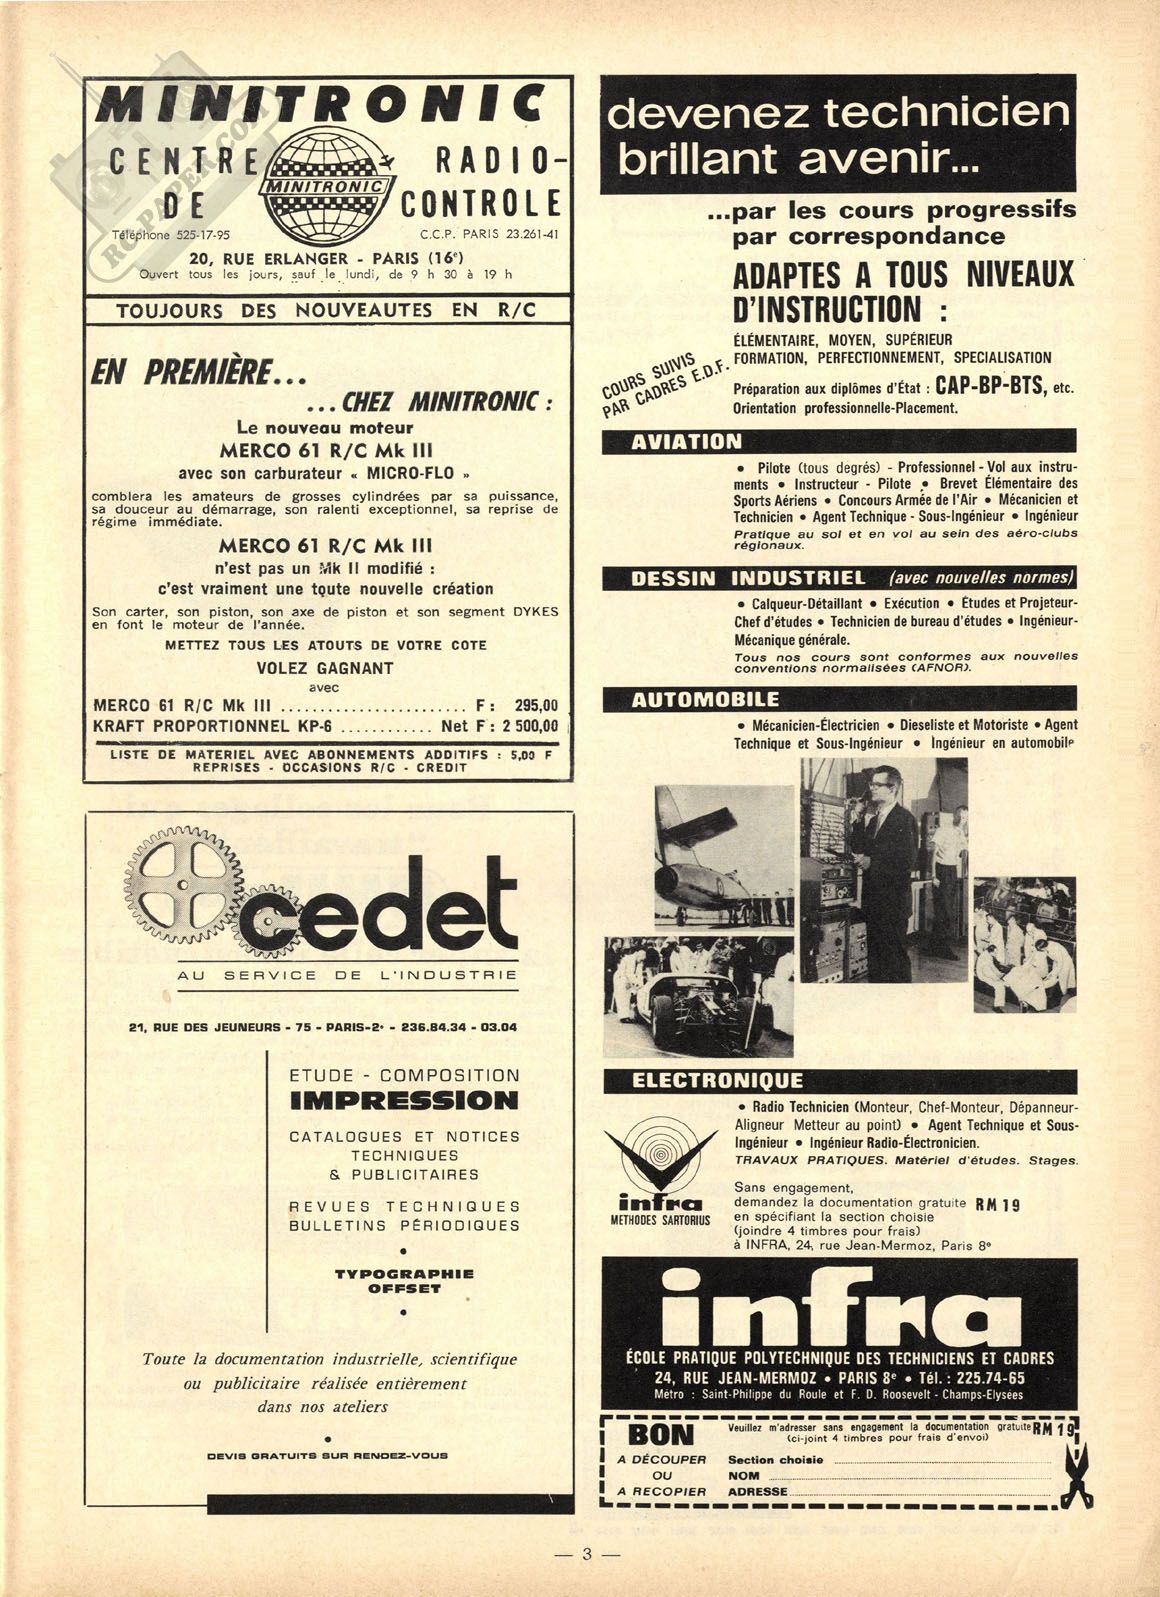 MINITRONIC
CENTRE RADIO-
DE CONTROLE
MINITRONIC
Téléphone 525-17-95 C.C.P. PARIS 23.261-41
20, RUE ERLANGER - PARIS (16e)
Ouvert tous les jours, sauf le lundi, de 9 h 30 à 19 h
TOUJOURS DES NOUVEAUTES EN R/C
EN PREMIÈRE...
...CHEZ MINITRONIC :
Le nouveau moteur
MERCO 61 R/C Mk III
avec son carburateur « MICRO-FLO »
comblera les amateurs de grosses cylindrées par sa puissance,
sa douceur au démarrage, son ralenti exceptionnel, sa reprise de
régime immédiate.
MERCO 61 R/C Mk III
n'est pas un Mk II modifié :
c'est vraiment une toute nouvelle création
Son carter, son piston, son axe de piston et son segment DYKES
en font le moteur de l'année.
METTEZ TOUS LES ATOUTS DE VOTRE COTE
VOLEZ GAGNANT
avec
MERCO 61 R/C Mk III ........................ F : 295,00
KRAFT PROPORTIONNEL KP-6 ............ Net F : 2 500,00
LISTE DE MATERIEL AVEC ABONNEMENTS ADDITIFS : 5,00 F
REPRISES - OCCASIONS R/C - CREDIT
cedet
AU SERVICE DE L'INDUSTRIE
21, RUE DES JEUNEURS - 75 - PARIS-2e - 236.84.34 - 03.04
ETUDE - COMPOSITION
IMPRESSION
CATALOGUES ET NOTICES
TECHNIQUES
& PUBLICITAIRES
REVUES TECHNIQUES
BULLETINS PÉRIODIQUES
•
TYPOGRAPHIE
OFFSET
•
Toute la documentation industrielle, scientifique
ou publicitaire réalisée entièrement
dans nos ateliers
•
DEVIS GRATUITS SUR RENDEZ-VOUS
devenez technicien
brillant avenir...
...par les cours progressifs
par correspondance
ADAPTES A TOUS NIVEAUX
D'INSTRUCTION :
ÉLÉMENTAIRE, MOYEN, SUPÉRIEUR
FORMATION, PERFECTIONNEMENT, SPECIALISATION
COURS SUIVIS
PAR CADRES E.D.F.
Préparation aux diplômes d'État : CAP-BP-BTS, etc.
Orientation professionnelle-Placement.
AVIATION
• Pilote (tous degrés) - Professionnel - Vol aux instru-
ments • Instructeur - Pilote • Brevet Élémentaire des
Sports Aériens • Concours Armée de l'Air • Mécanicien et
Technicien • Agent Technique - Sous-Ingénieur • Ingénieur
Pratique au sol et en vol au sein des aéro-clubs
régionaux.
DESSIN INDUSTRIEL (avec nouvelles normes)
• Calqueur-Détaillant • Exécution • Études et Projeteur-
Chef d'études • Technicien de bureau d'études • Ingénieur-
Mécanique générale.
Tous nos cours sont conformes aux nouvelles
conventions normalisées (AFNOR).
AUTOMOBILE
• Mécanicien-Électricien • Dieseliste et Motoriste • Agent
Technique et Sous-Ingénieur • Ingénieur en automobile
ELECTRONIQUE
• Radio Technicien (Monteur, Chef-Monteur, Dépanneur-
Aligneur Metteur au point) • Agent Technique et Sous-
Ingénieur • Ingénieur Radio-Électronicien.
TRAVAUX PRATIQUES. Matériel d'études. Stages.
infra
METHODES SARTORIUS
Sans engagement,
demandez la documentation gratuite RM 19
en spécifiant la section choisie
(joindre 4 timbres pour frais)
à INFRA, 24, rue Jean-Mermoz, Paris 8e
infra
ÉCOLE PRATIQUE POLYTECHNIQUE DES TECHNICIENS ET CADRES
24, RUE JEAN-MERMOZ • PARIS 8e • Tél. : 225.74-65
Métro : Saint-Philippe du Roule et F. D. Roosevelt - Champs-Elysées
BON
Veuillez m'adresser sans engagement la documentation gratuite RM 19
(ci-joint 4 timbres pour frais d'envoi)
A DÉCOUPER Section choisie
OU NOM
A RECOPIER ADRESSE
— 3 —
RC-PAPER.COM